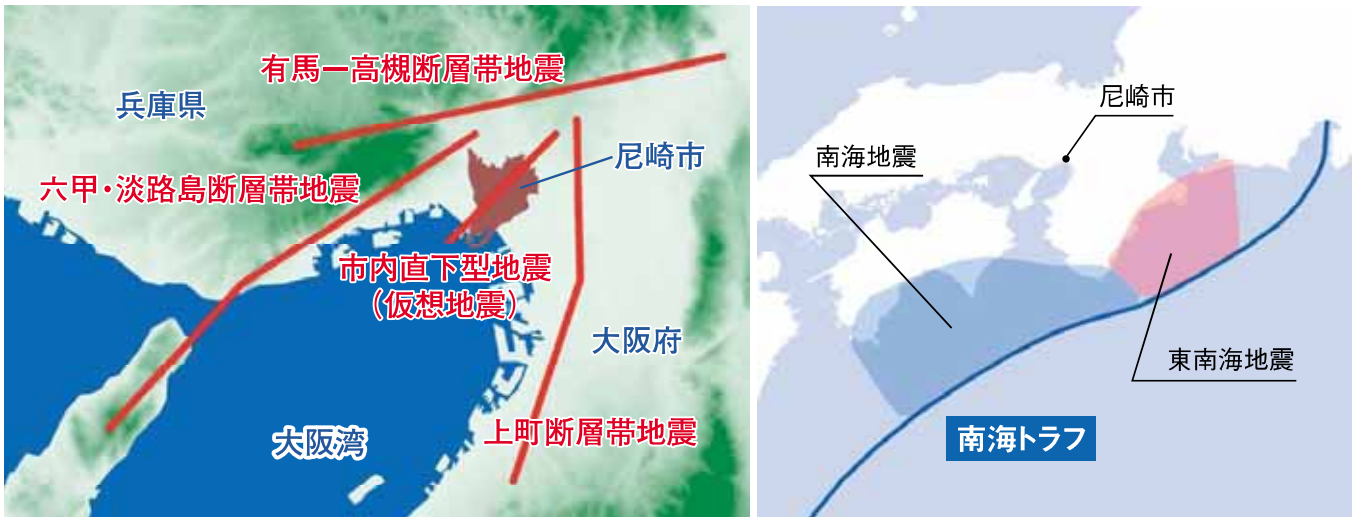 有馬ー高槻断層帯地震
兵庫県
尼崎市
六甲・淡路島断層帯地震
市内直下型地震
（仮想地震）
大阪府
上町断層帯地震
大阪湾
尼崎市
南海地震
東南海地震
南海トラフ